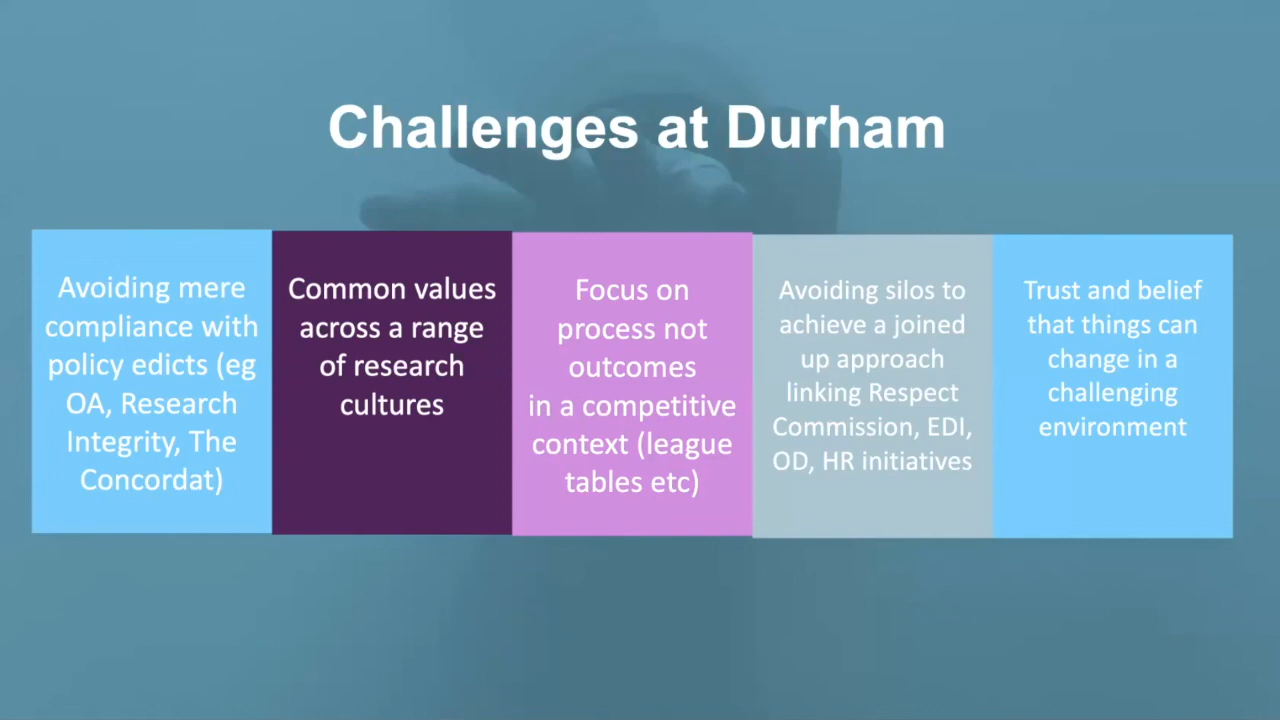 Challenges at Durham
Avoiding mere
compliance with
policy edicts (eg
OA, Research
Integrity, The
Concordat)
Common values
across a range
of research
cultures
Focus on
process not
outcomes
in a competitive
context (league
tables etc)
Avoiding silos to
achieve a joined
up approach
linking Respect
Commission, EDI,
OD, HR initiatives
Trust and belief
that things can
change in a
challenging
environment